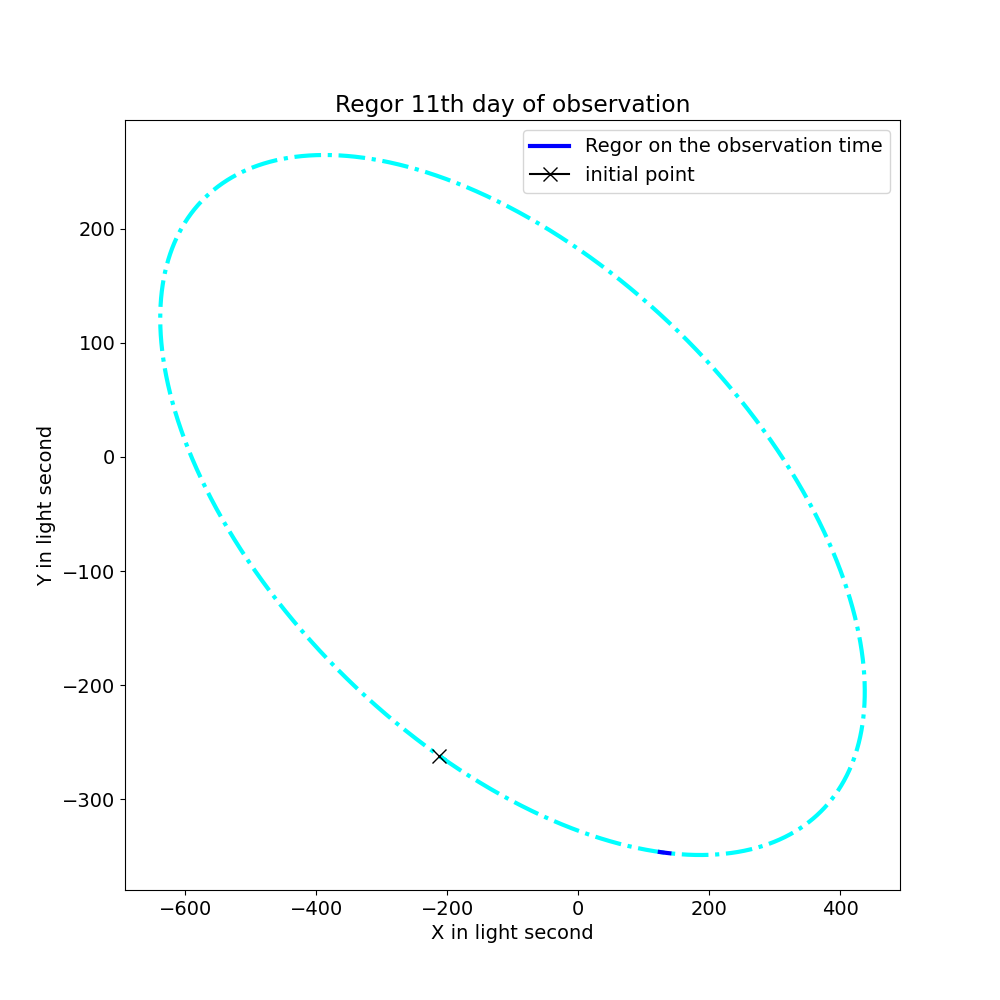 Regor 11th day of observation
Regor on the observation time
initial point
200
100
0
−100
−200
−300
Y in light second
−600
−400
−200
0
200
400
X in light second